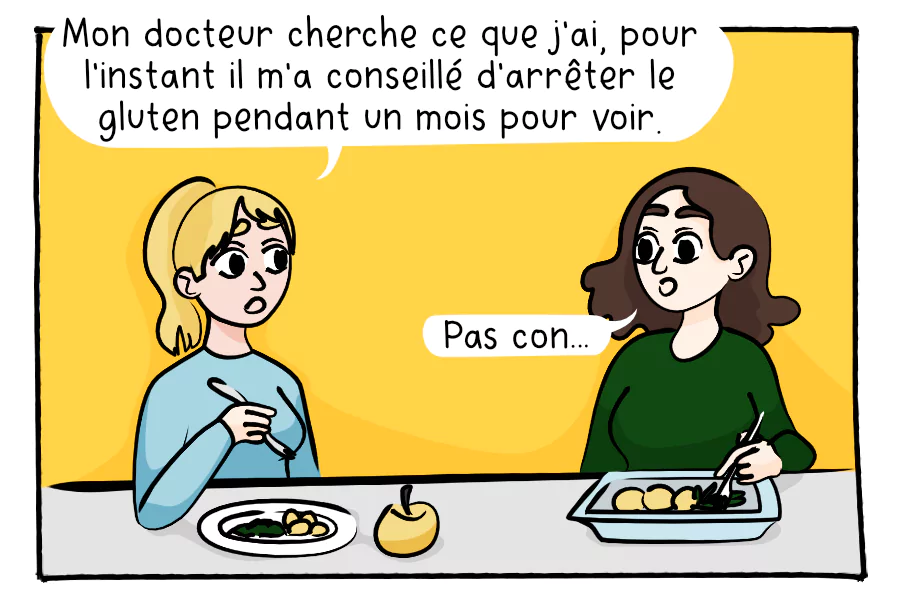 Mon docteur cherche ce que j'ai, pour
l'instant il m'a conseillé d'arrêter le
gluten pendant un mois pour voir.
Pas con...